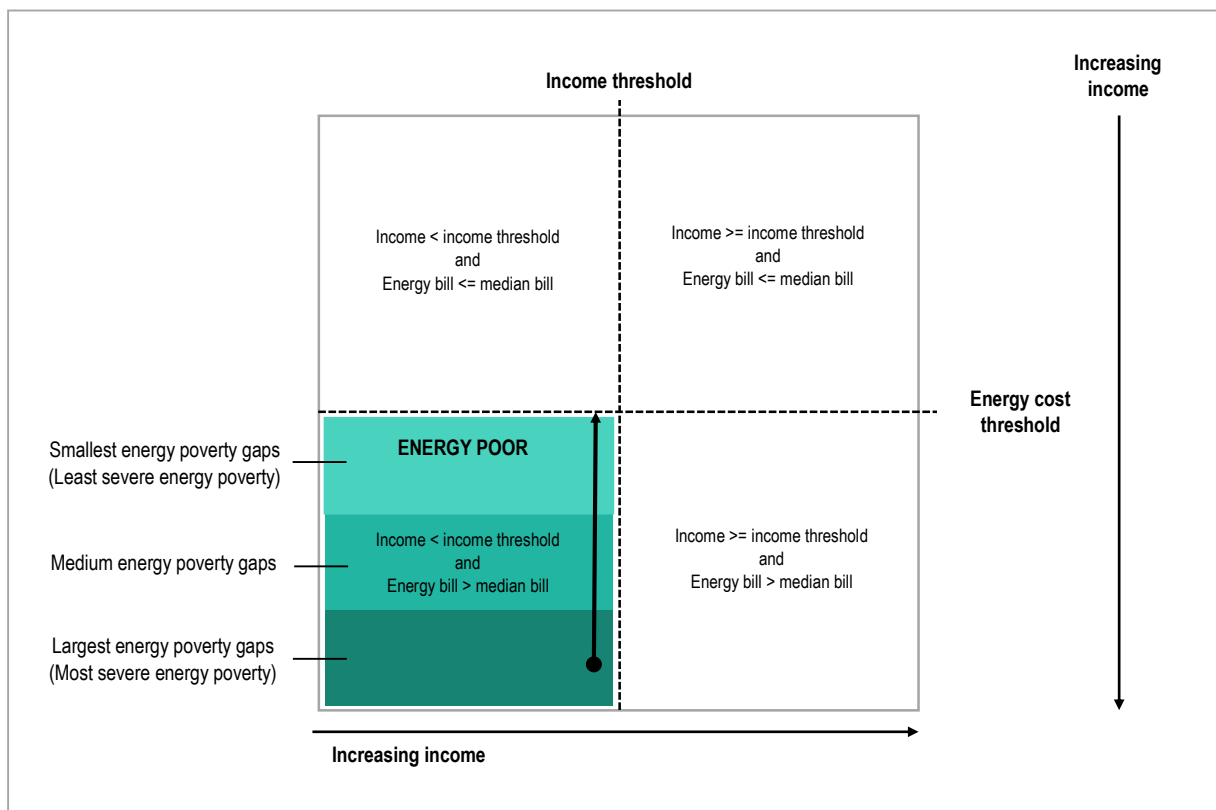 Increasing
income
Income threshold
Income < income threshold
and
Energy bill <= median bill
Income >= income threshold
and
Energy bill <= median bill
Energy cost
threshold
Smallest energy poverty gaps
(Least severe energy poverty)
ENERGY POOR
Medium energy poverty gaps
Income < income threshold
and
Energy bill > median bill
Income >= income threshold
and
Energy bill > median bill
Largest energy poverty gaps
(Most severe energy poverty)
Increasing income